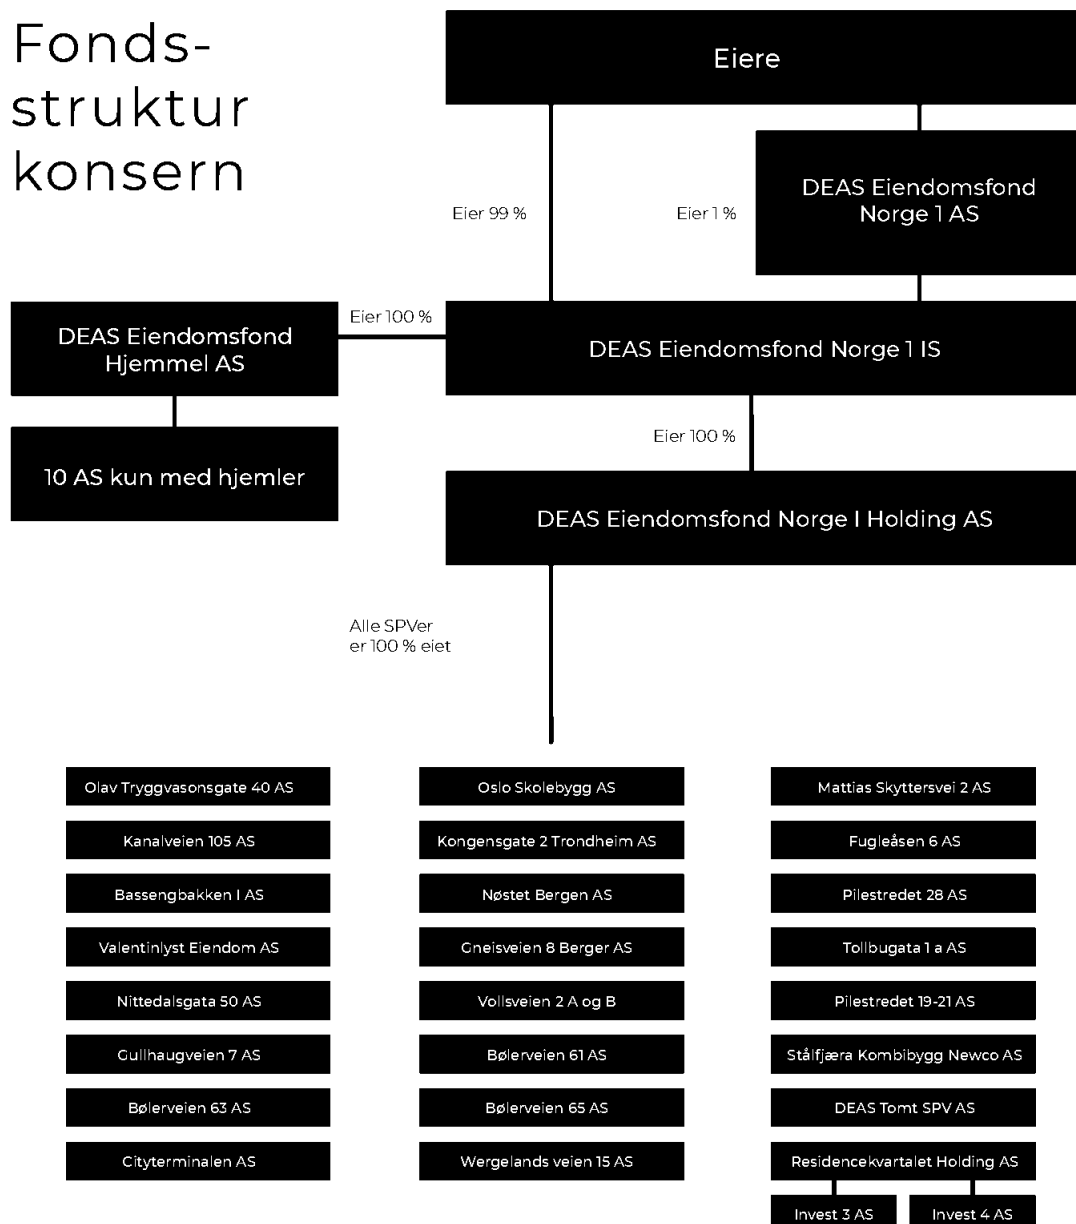 Fonds-
struktur
konsern
Eiere
Eier 99 %
Eier 1 %
DEAS Eiendomsfond
Norge 1 AS
DEAS Eiendomsfond
Hjemmel AS
Eier 100 %
DEAS Eiendomsfond Norge 1 IS
10 AS kun med hjemler
Eier 100 %
DEAS Eiendomsfond Norge I Holding AS
Alle SPVer
er 100 % eiet
Olav Tryggvasonsgate 40 AS
Kanalveien 105 AS
Bassengbakken I AS
Valentinlyst Eiendom AS
Nittedalsgata 50 AS
Gullhaugveien 7 AS
Bølerveien 63 AS
Cityterminalen AS
Oslo Skolebygg AS
Kongensgate 2 Trondheim AS
Nøstet Bergen AS
Gneisveien 8 Berger AS
Vollsveien 2 A og B
Bølerveien 61 AS
Bølerveien 65 AS
Wergelands veien 15 AS
Mattias Skyttersvei 2 AS
Fugleåsen 6 AS
Pilestredet 28 AS
Tollbugata 1 a AS
Pilestredet 19-21 AS
Stålfjæra Kombibygg Newco AS
DEAS Tomt SPV AS
Residencekvartalet Holding AS
Invest 3 AS
Invest 4 AS